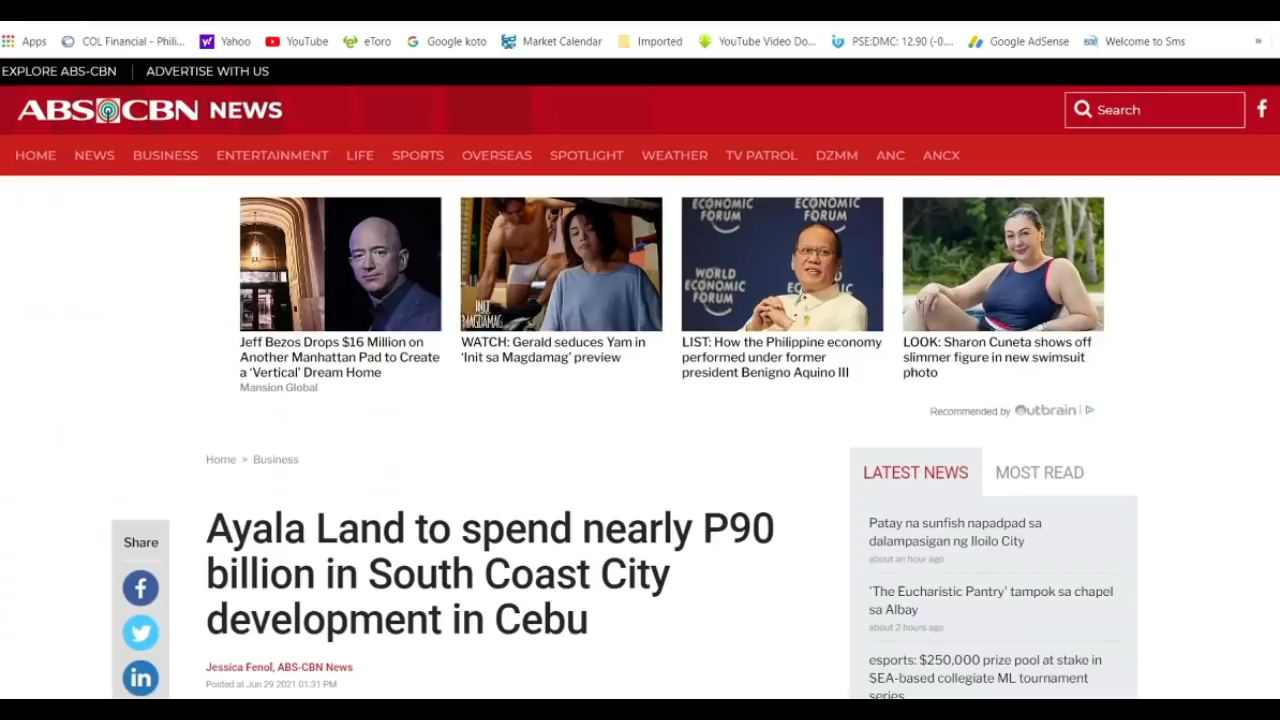 Apps COL Financial - Phili... Yahoo YouTube eToro Google koto Market Calendar Imported YouTube Video Do... PSE:DMC: 12.90 (-0.... Google AdSense Welcome to Sms »
EXPLORE ABS-CBN ADVERTISE WITH US
ABS CBN NEWS
Search
HOME NEWS BUSINESS ENTERTAINMENT LIFE SPORTS OVERSEAS SPOTLIGHT WEATHER TV PATROL DZMM ANC ANCX
INIT
MAGDAMAG
ECONOMIC
FORUM
ECONOMIC
FORUM
WORLD
ECONOMIC
FORUM
Jeff Bezos Drops $16 Million on
Another Manhattan Pad to Create
a ‘Vertical’ Dream Home
Mansion Global
WATCH: Gerald seduces Yam in
‘Init sa Magdamag’ preview
LIST: How the Philippine economy
performed under former
president Benigno Aquino III
LOOK: Sharon Cuneta shows off
slimmer figure in new swimsuit
photo
Recommended by Outbrain
Home > Business
Ayala Land to spend nearly P90
billion in South Coast City
development in Cebu
Jessica Fenol, ABS-CBN News
Posted at Jun 29 2021 01:31 PM
Share
LATEST NEWS MOST READ
Patay na sunfish napadpad sa
dalampasigan ng Iloilo City
about an hour ago
'The Eucharistic Pantry' tampok sa chapel
sa Albay
about 2 hours ago
esports: $250,000 prize pool at stake in
SEA-based collegiate ML tournament
series